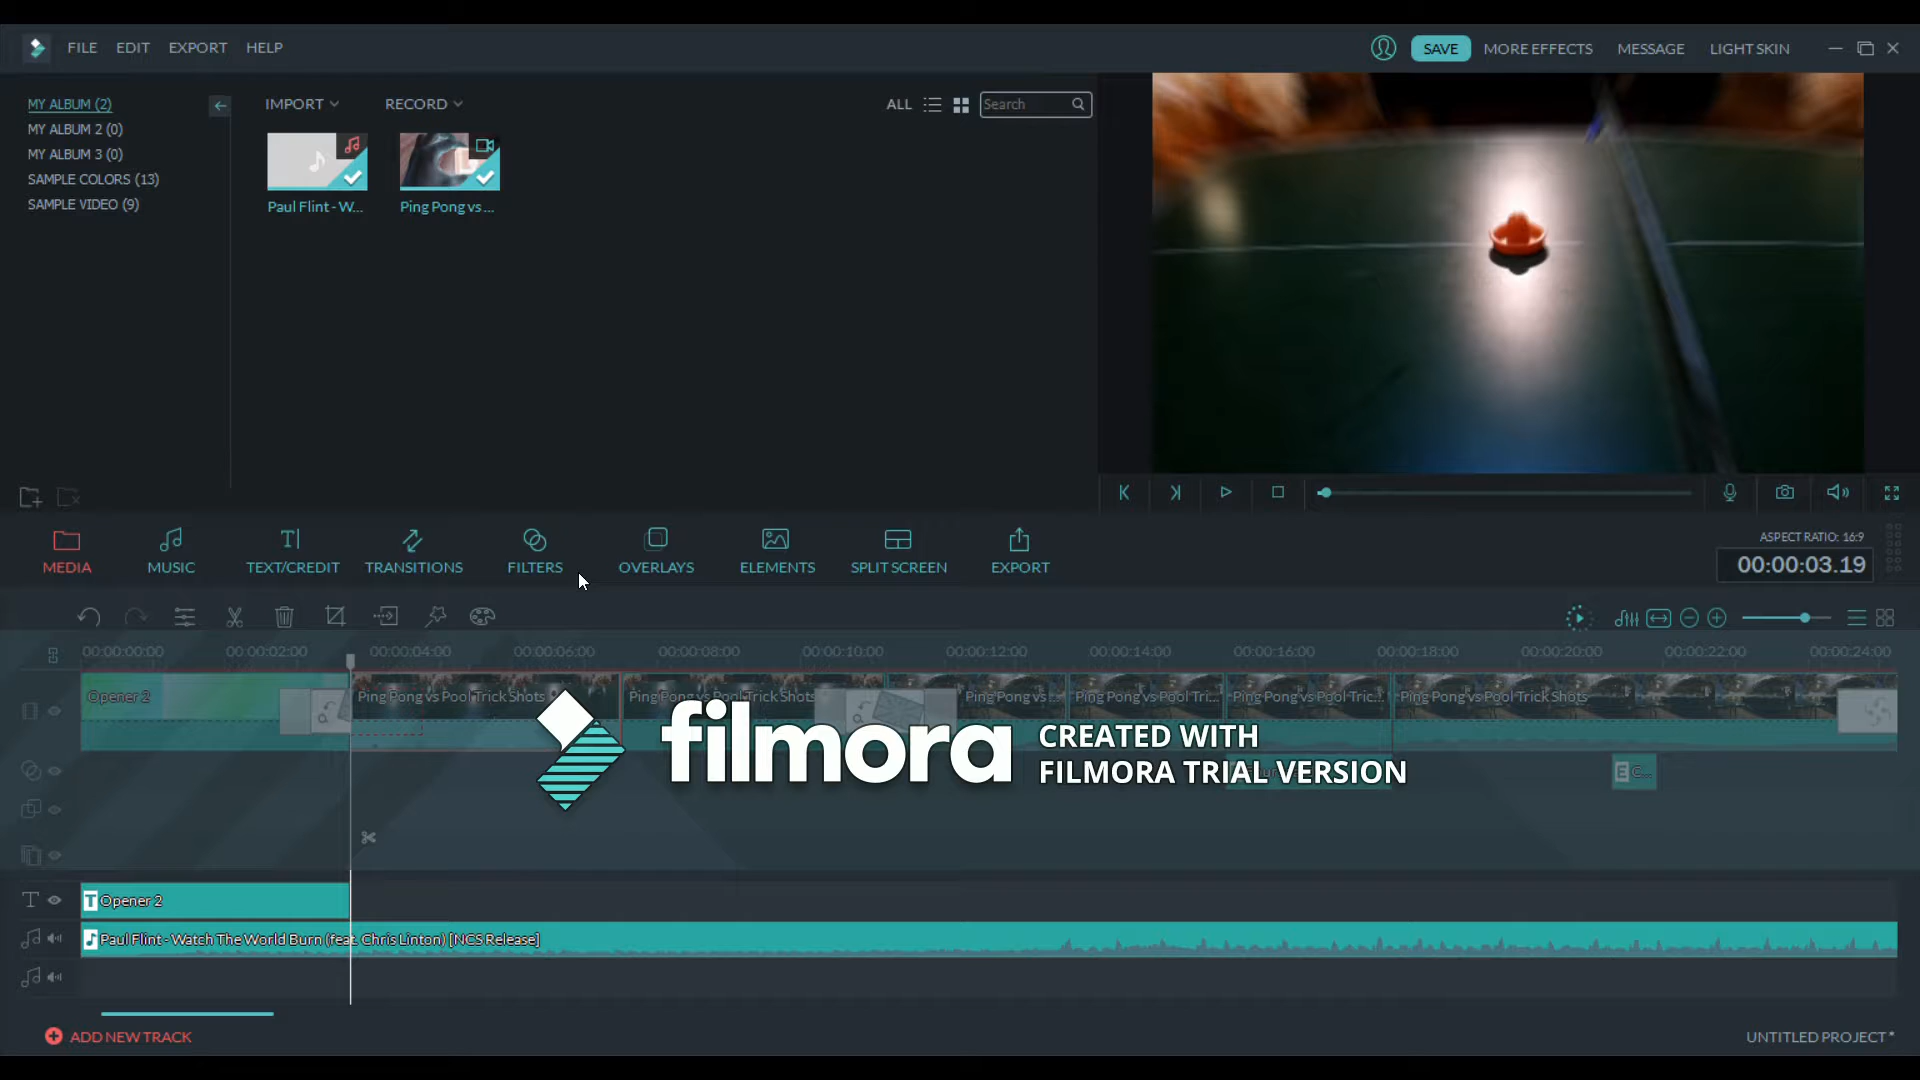 FILE EDIT EXPORT HELP
SAVE MORE EFFECTS MESSAGE LIGHT SKIN
MY ALBUM (2)
MY ALBUM 2 (0)
MY ALBUM 3 (0)
SAMPLE COLORS (13)
SAMPLE VIDEO (9)
IMPORT RECORD ALL Search
Paul Flint - W... Ping Pong vs ...
MEDIA MUSIC TEXT/CREDIT TRANSITIONS FILTERS OVERLAYS ELEMENTS SPLIT SCREEN EXPORT
ASPECT RATIO: 16:9
00:00:03.19
00:00:00:00 00:00:02:00 00:00:04:00 00:00:06:00 00:00:08:00 00:00:10:00 00:00:12:00 00:00:14:00 00:00:16:00 00:00:18:00 00:00:20:00 00:00:22:00 00:00:24:00
Opener 2 Ping Pong vs Pool Trick Shots Ping Pong vs Pool Trick Shots Ping Pong vs ... Ping Pong vs Pool Tri... Ping Pong vs Pool Tric... Ping Pong vs Pool Trick Shots
filmora CREATED WITH
FILMORA TRIAL VERSION
E C...
T Opener 2
Paul Flint - Watch The World Burn (feat. Chris Linton) [NCS Release]
ADD NEW TRACK
UNTITLED PROJECT *